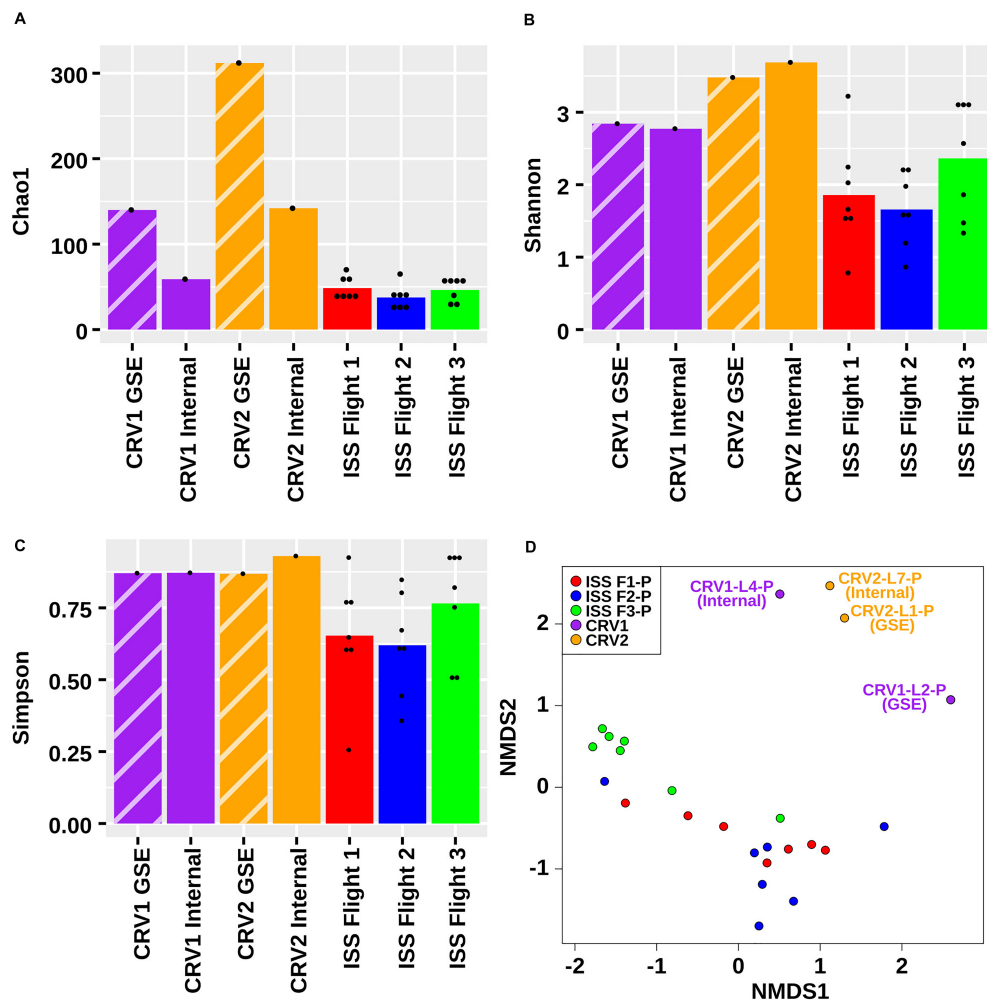 A
Chao1
300
200
100
0
CRV1 GSE
CRV1 Internal
CRV2 GSE
CRV2 Internal
ISS Flight 1
ISS Flight 2
ISS Flight 3
B
Shannon
3
2
1
0
CRV1 GSE
CRV1 Internal
CRV2 GSE
CRV2 Internal
ISS Flight 1
ISS Flight 2
ISS Flight 3
C
Simpson
0.75
0.50
0.25
0.00
CRV1 GSE
CRV1 Internal
CRV2 GSE
CRV2 Internal
ISS Flight 1
ISS Flight 2
ISS Flight 3
D
ISS F1-P
ISS F2-P
ISS F3-P
CRV1
CRV2
CRV1-L4-P
(Internal)
CRV2-L7-P
(Internal)
CRV2-L1-P
(GSE)
CRV1-L2-P
(GSE)
NMDS2
2
1
0
-1
-2
-1
0
1
2
NMDS1